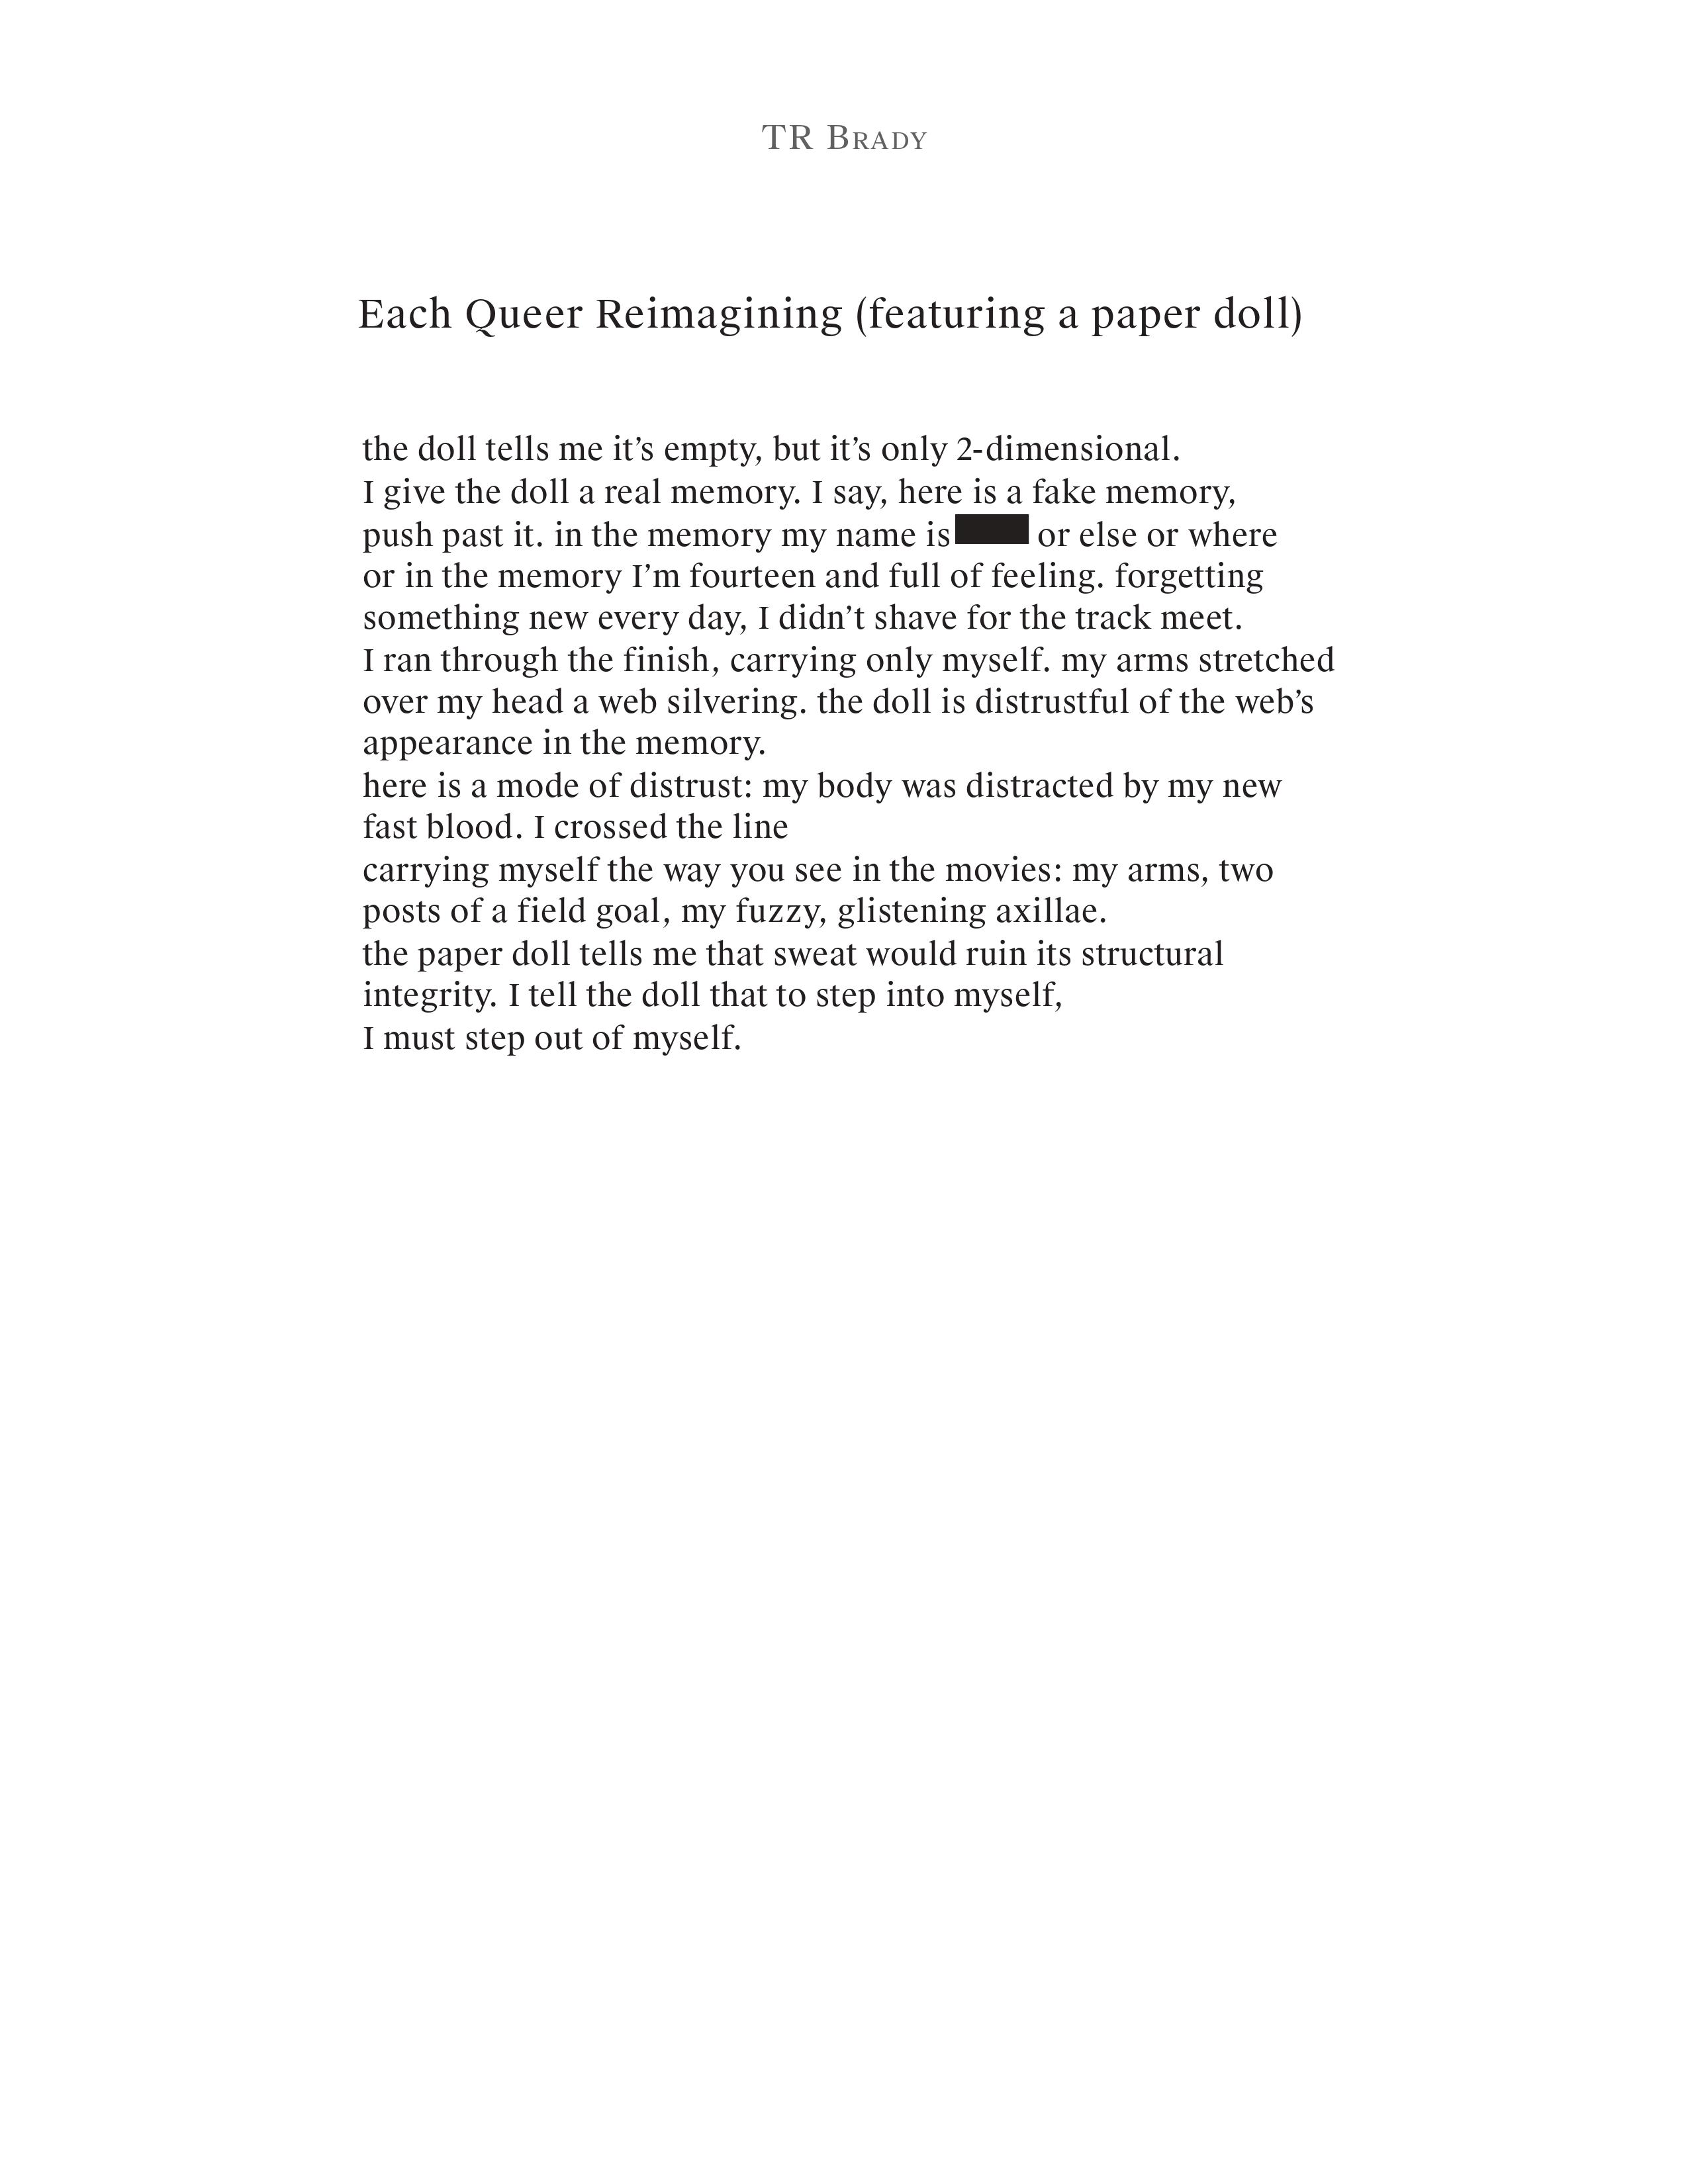 TR Brady
Each Queer Reimagining (featuring a paper doll)
the doll tells me it’s empty, but it’s only 2-dimensional.
I give the doll a real memory. I say, here is a fake memory,
push past it. in the memory my name is or else or where
or in the memory I’m fourteen and full of feeling. forgetting
something new every day, I didn’t shave for the track meet.
I ran through the finish, carrying only myself. my arms stretched
over my head a web silvering. the doll is distrustful of the web’s
appearance in the memory.
here is a mode of distrust: my body was distracted by my new
fast blood. I crossed the line
carrying myself the way you see in the movies: my arms, two
posts of a field goal, my fuzzy, glistening axillae.
the paper doll tells me that sweat would ruin its structural
integrity. I tell the doll that to step into myself,
I must step out of myself.